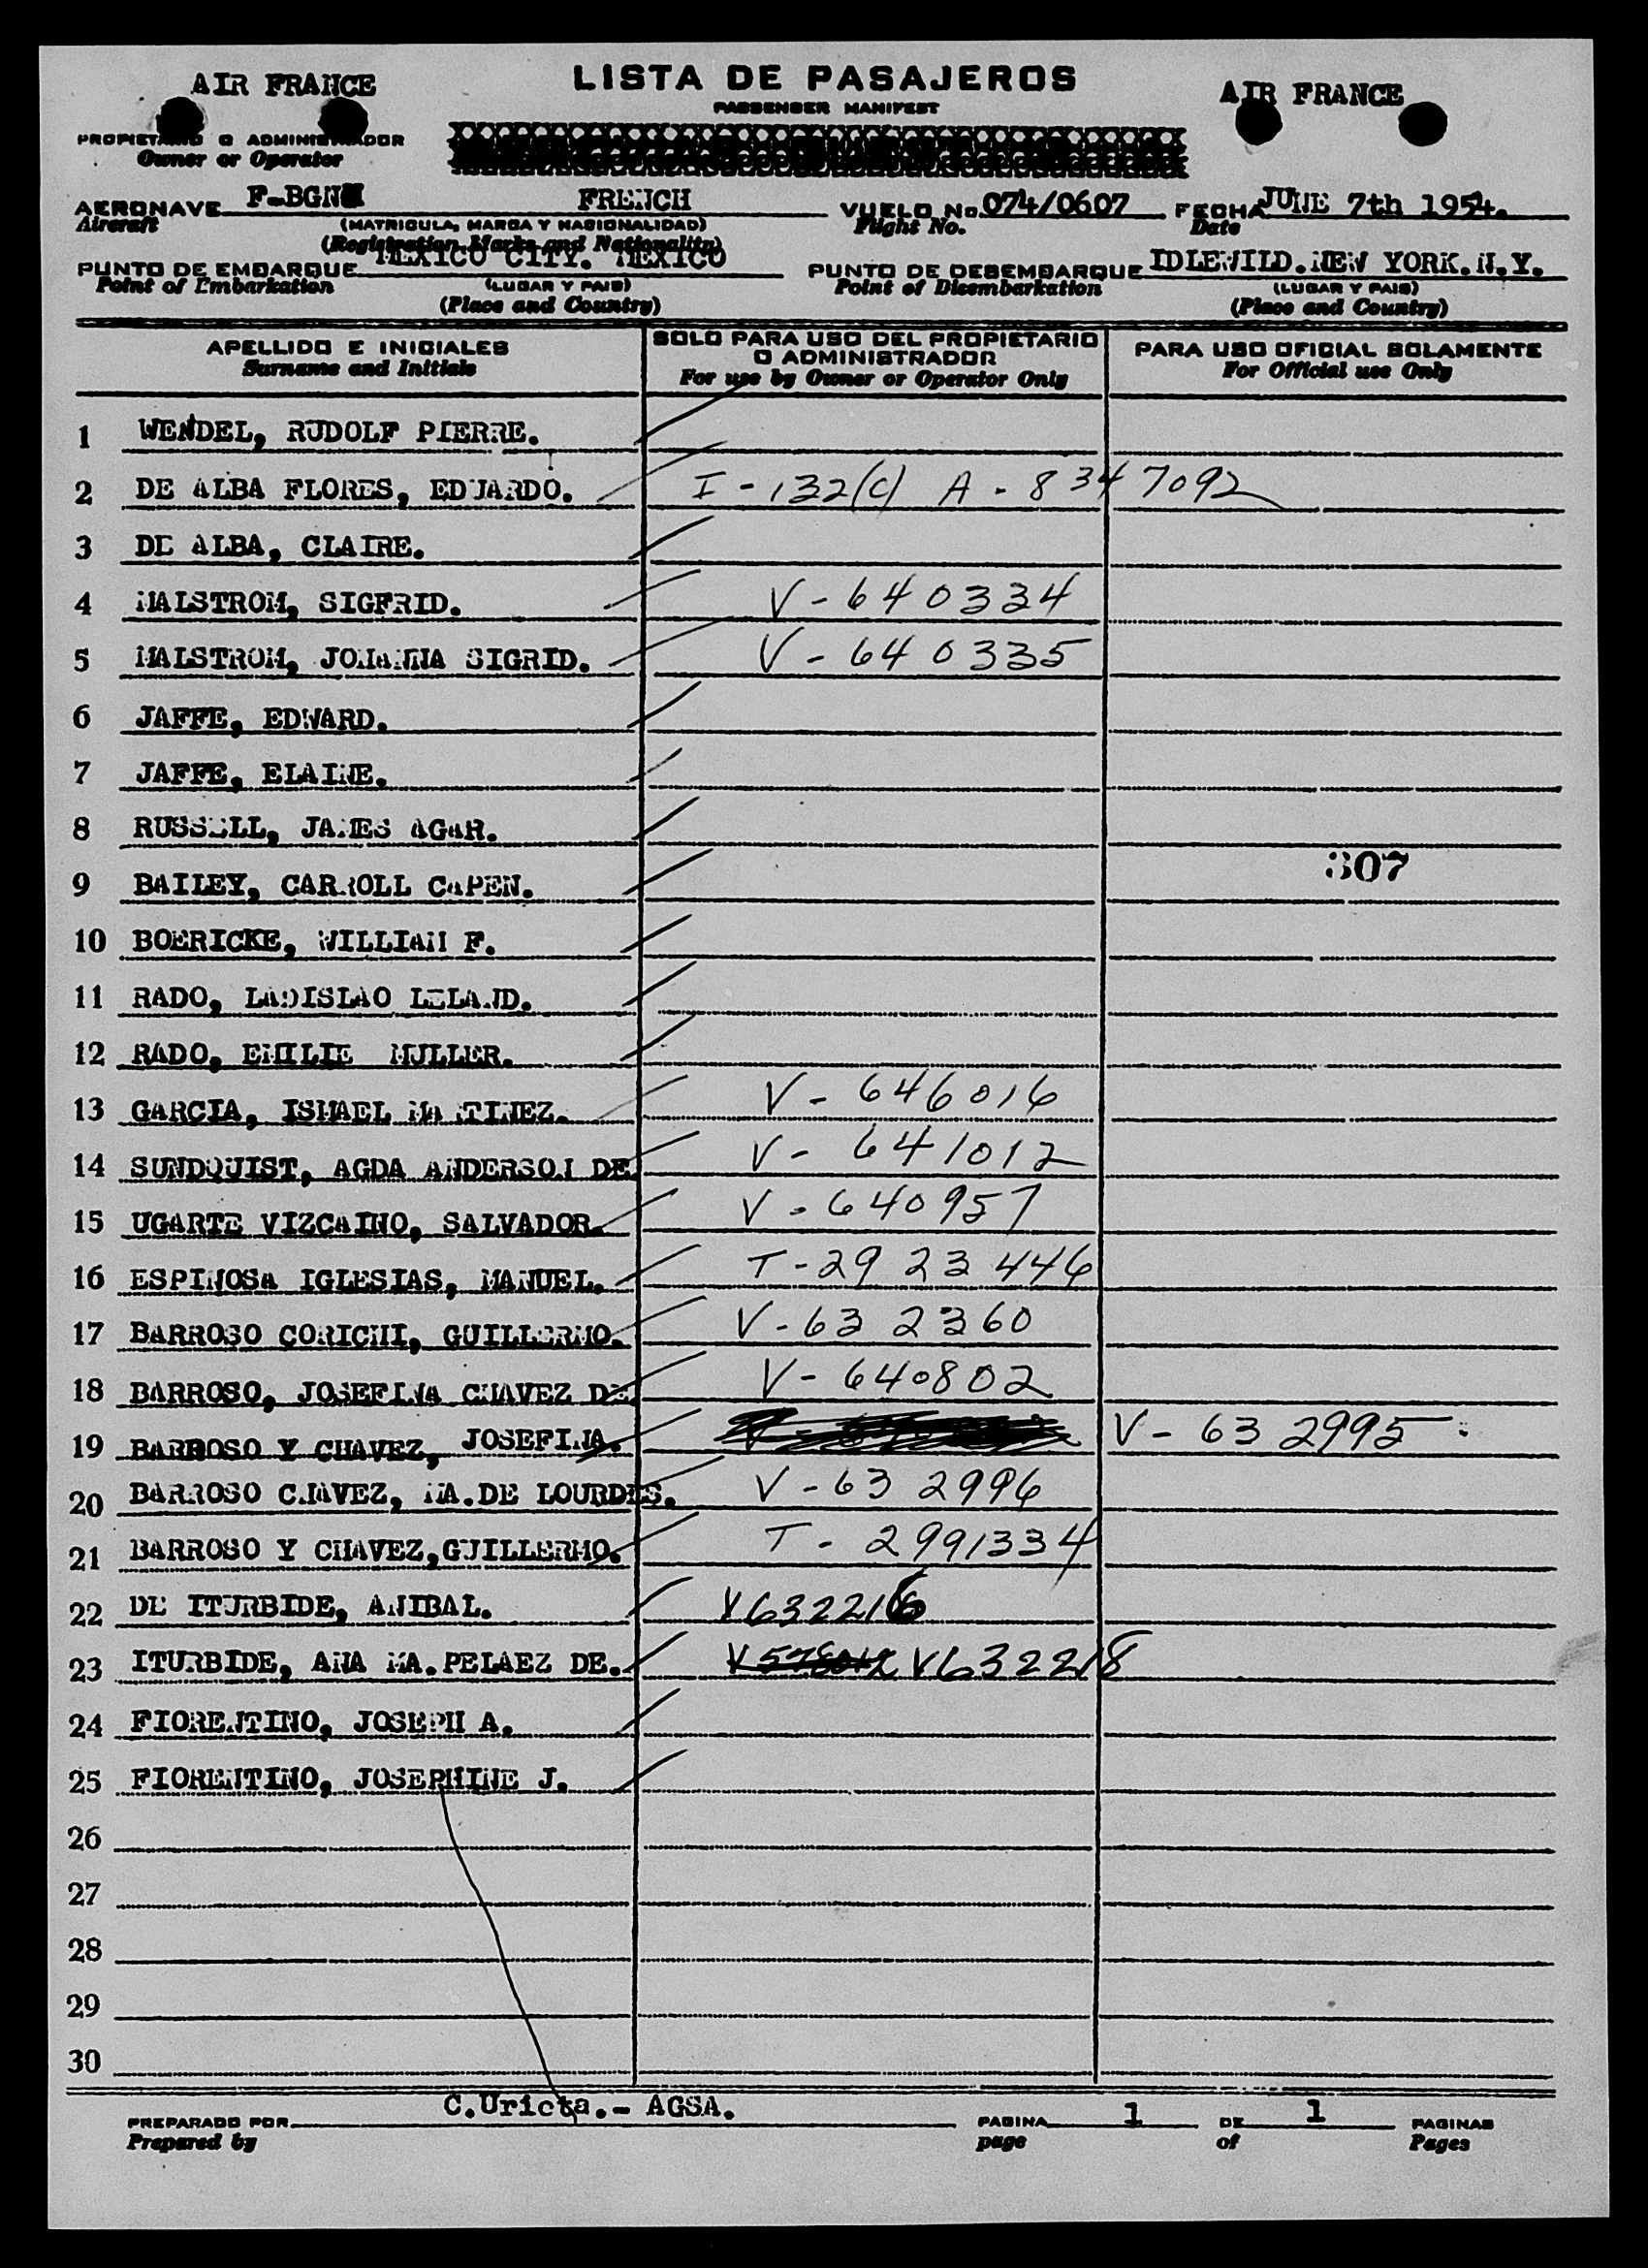 AIR FRANCE
LISTA DE PASAJEROS
PASSENGER MANIFEST
AIR FRANCE
PROPIETARIO O ADMINISTRADOR
Owner or Operator
AERONAVE F-BGN FRENCH VUELO No. 074/0607 FECHA JUNE 7th 1954.
Aircraft (MATRICULA, MARCA Y NACIONALIDAD) Flight No. Date
(Registration Marks and Nationality)
PUNTO DE EMBARQUE MEXICO CITY. MEXICO PUNTO DE DESEMBARQUE IDLEWILD.NEW YORK.N.Y.
Point of Embarkation (LUGAR Y PAIS) Point of Disembarkation (LUGAR Y PAIS)
(Place and Country) (Place and Country)
APELLIDO E INICIALES SOLO PARA USO DEL PROPIETARIO O ADMINISTRADOR PARA USO OFICIAL SOLAMENTE
Surname and Initials For use by Owner or Operator Only For Official use Only
1 WENDEL, RUDOLF PIERRE.
2 DE ALBA FLORES, EDUARDO. I-132(C) A-8347092
3 DE ALBA, CLAIRE.
4 MALSTROM, SIGFRID. V-640334
5 MALSTROM, JOHANNA SIGRID. V-640335
6 JAFFE, EDWARD.
7 JAFFE, ELAINE.
8 RUSSELL, JAMES AGAR.
307
9 BAILEY, CARROLL CAPEN.
10 BOERICKE, WILLIAM F.
11 RADO, LADISLAO LELAND.
12 RADO, EMILIE MULLER.
13 GARCIA, ISMAEL MARTINEZ. V-646016
14 SUNDQUIST, AGDA ANDERSON DE V-641012
15 UGARTE VIZCAINO, SALVADOR. V-640957
16 ESPINOSA IGLESIAS, MANUEL. T-2923446
17 BARROSO CORICHI, GUILLERMO. V-632360
18 BARROSO, JOSEFINA CHAVEZ DE V-640802
19 BARROSO Y CHAVEZ, JOSEFINA. V-632995
20 BARROSO CHAVEZ, MA.DE LOURDES. V-632996
21 BARROSO Y CHAVEZ,GUILLERMO. T-2991334
22 DE ITURBIDE, ANIBAL. V632216
23 ITURBIDE, ANA MA.PELAEZ DE. V632218
24 FIORENTINO, JOSEPH A.
25 FIORENTINO, JOSEPHINE J.
26
27
28
29
30
PREPARADO POR C.Uricta.- AGSA. PAGINA 1 DE 1 PAGINAS
Prepared by page of Pages